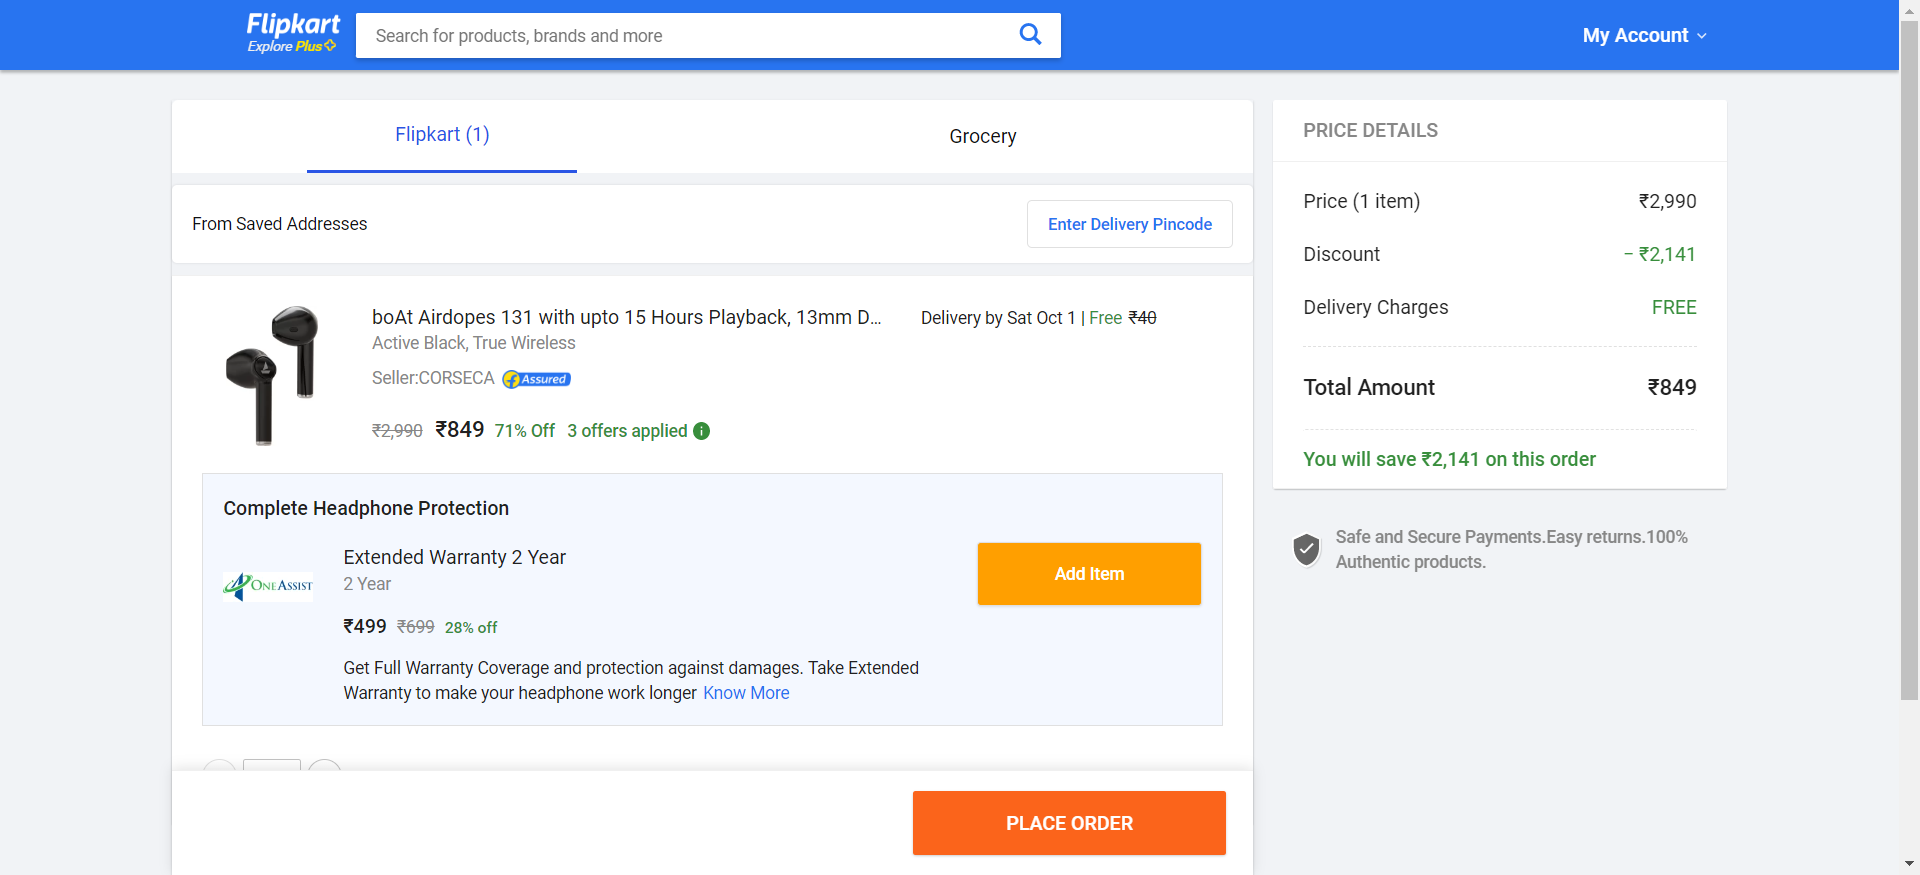 Flipkart
Explore Plus
Search for products, brands and more
My Account
Flipkart (1)
Grocery
From Saved Addresses
Enter Delivery Pincode
boAt Airdopes 131 with upto 15 Hours Playback, 13mm D...
Active Black, True Wireless
Seller:CORSECA
f Assured
₹2,990 ₹849 71% Off 3 offers applied i
Delivery by Sat Oct 1 | Free ₹40
Complete Headphone Protection
ONEASSIST
Extended Warranty 2 Year
2 Year
₹499 ₹699 28% off
Get Full Warranty Coverage and protection against damages. Take Extended
Warranty to make your headphone work longer Know More
Add Item
PLACE ORDER
PRICE DETAILS
Price (1 item) ₹2,990
Discount − ₹2,141
Delivery Charges FREE
Total Amount ₹849
You will save ₹2,141 on this order
Safe and Secure Payments.Easy returns.100%
Authentic products.